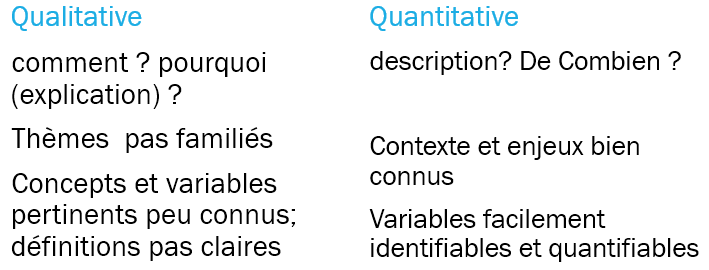 Qualitative
comment ? pourquoi
(explication) ?
Thèmes  pas familiés
Concepts et variables
pertinents peu connus;
définitions pas claires
Quantitative
description? De Combien ?
Contexte et enjeux bien
connus
Variables facilement
identifiables et quantifiables